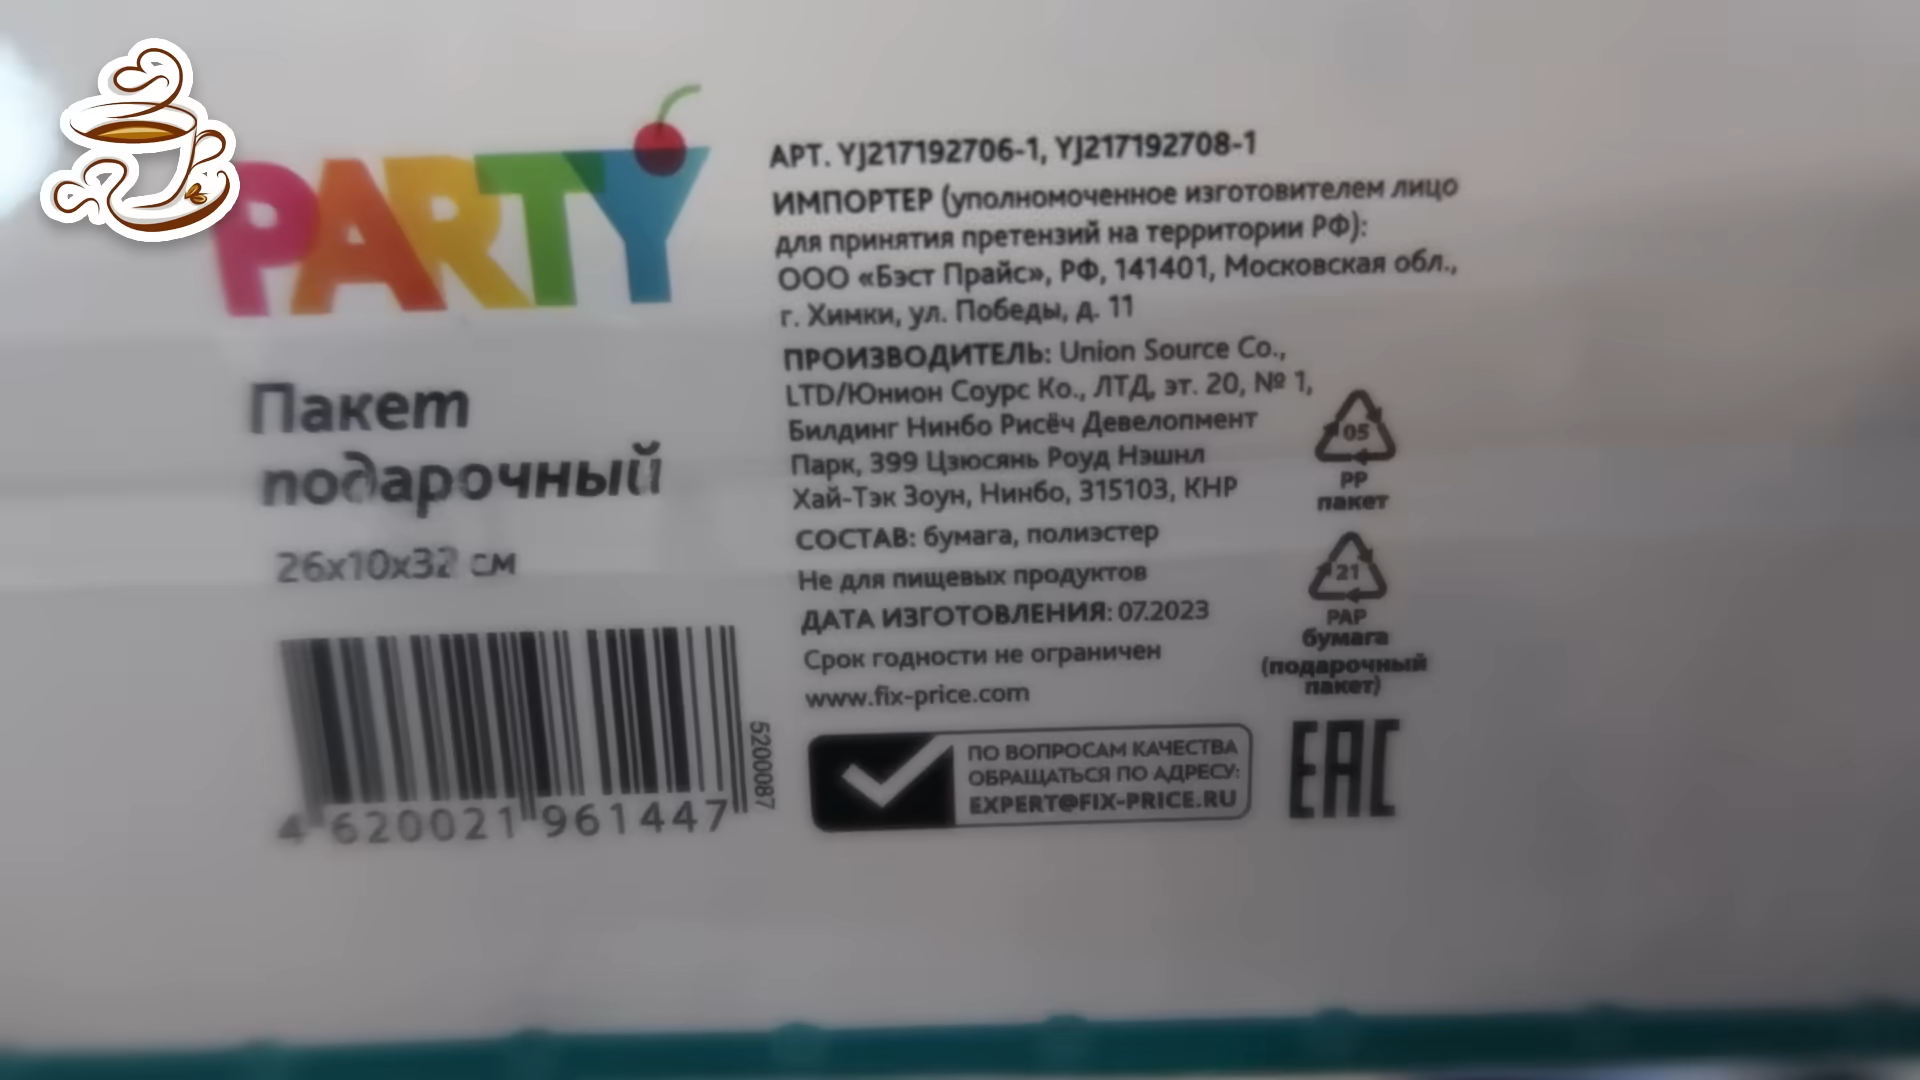 PARTY
Пакет
подарочный
26x10x32 см
4 620021 961447
5200087
АРТ. YJ217192706-1, YJ217192708-1
ИМПОРТЕР (уполномоченное изготовителем лицо
для принятия претензий на территории РФ):
ООО «Бэст Прайс», РФ, 141401, Московская обл.,
г. Химки, ул. Победы, д. 11
ПРОИЗВОДИТЕЛЬ: Union Source Co.,
LTD/Юнион Соурс Ко., ЛТД, эт. 20, № 1,
Билдинг Нинбо Рисёч Девелопмент
Парк, 399 Цзюсянь Роуд Нэшнл
Хай-Тэк Зоун, Нинбо, 315103, КНР
СОСТАВ: бумага, полиэстер
Не для пищевых продуктов
ДАТА ИЗГОТОВЛЕНИЯ: 07.2023
Срок годности не ограничен
www.fix-price.com
ПО ВОПРОСАМ КАЧЕСТВА
ОБРАЩАТЬСЯ ПО АДРЕСУ:
EXPERT@FIX-PRICE.RU
05
PP
пакет
21
PAP
бумага
(подарочный
пакет)
EAC